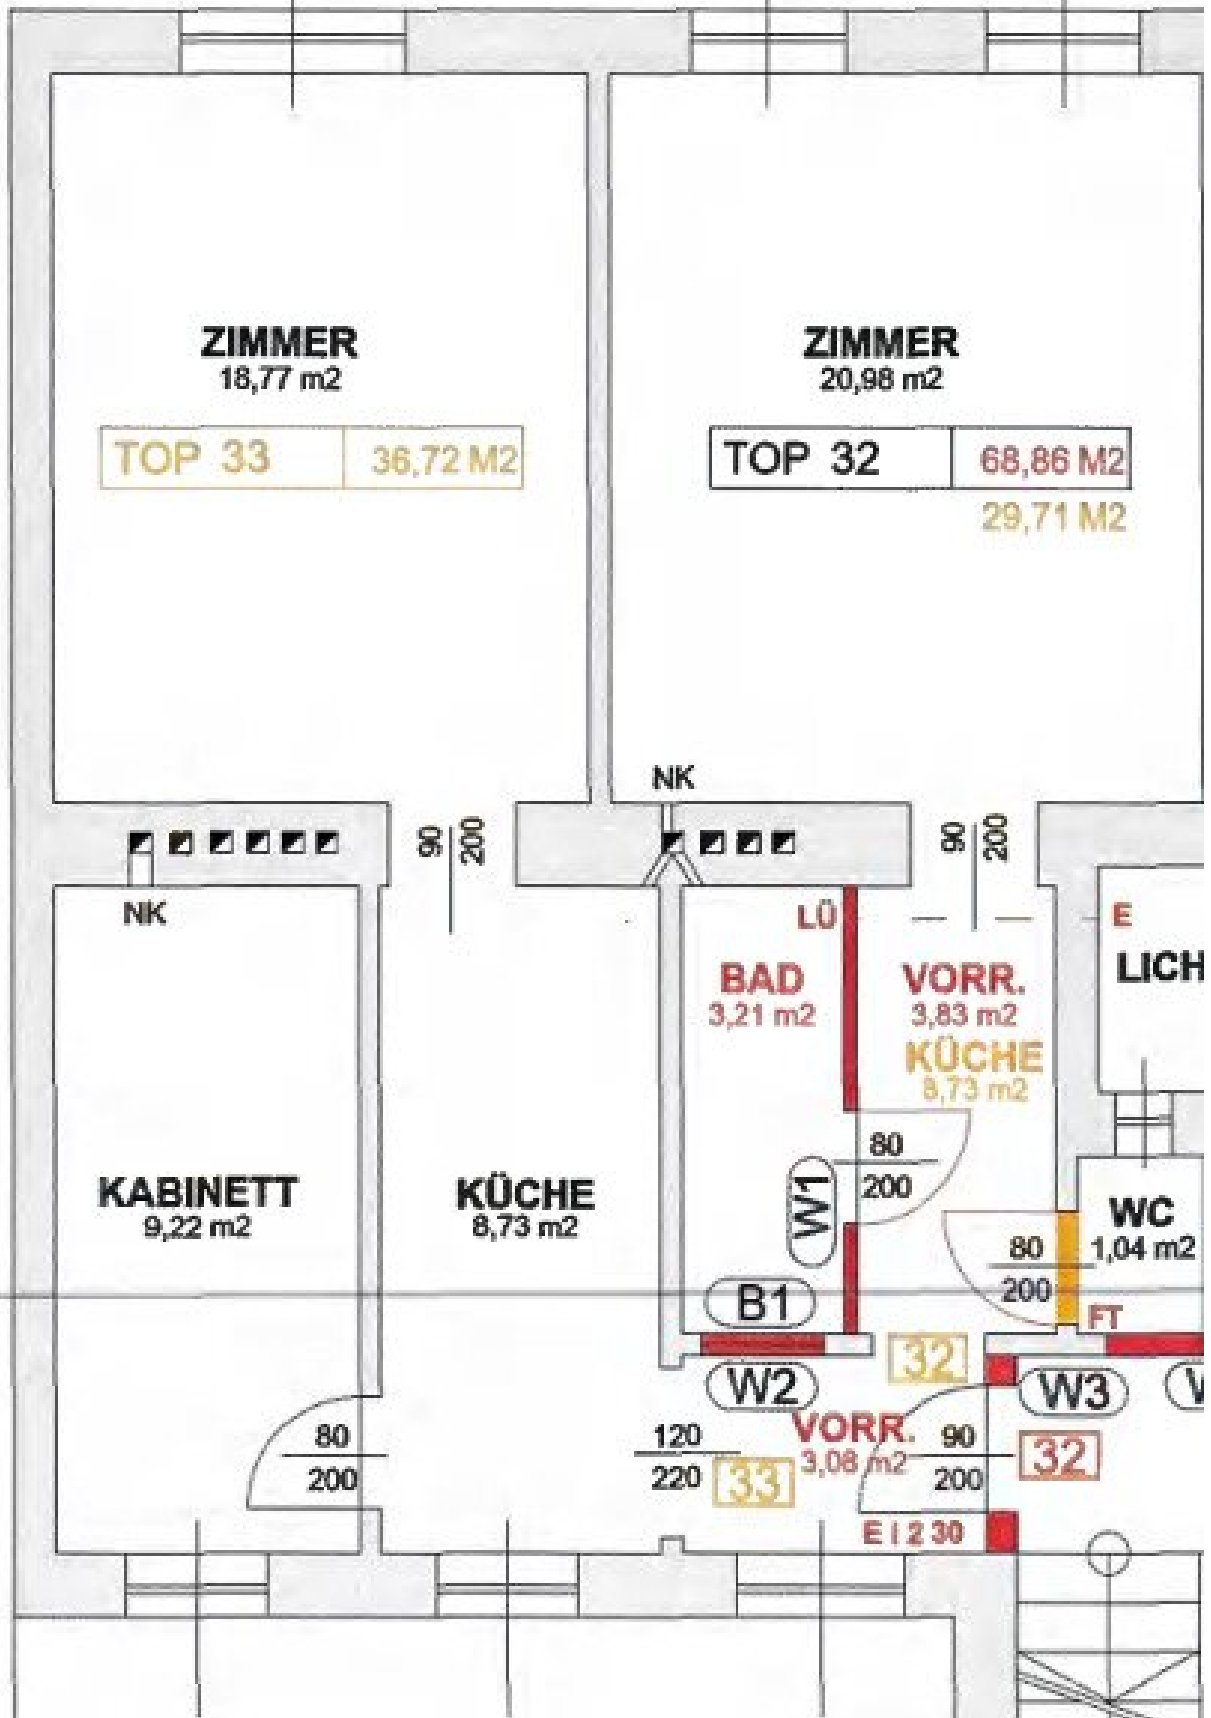 ZIMMER
18,77 m2
TOP 33 36,72 M2
ZIMMER
20,98 m2
TOP 32 68,86 M2
29,71 M2
NK
90
200
90
200
NK
LÜ
E
BAD
3,21 m2
VORR.
3,83 m2
KÜCHE
8,73 m2
KABINETT
9,22 m2
KÜCHE
8,73 m2
80
200
W1
WC
1,04 m2
80
200
B1
FT
32
W2
W3
VORR.
3,08 m2
80
200
120
220
33
90
200
32
E I 2 30